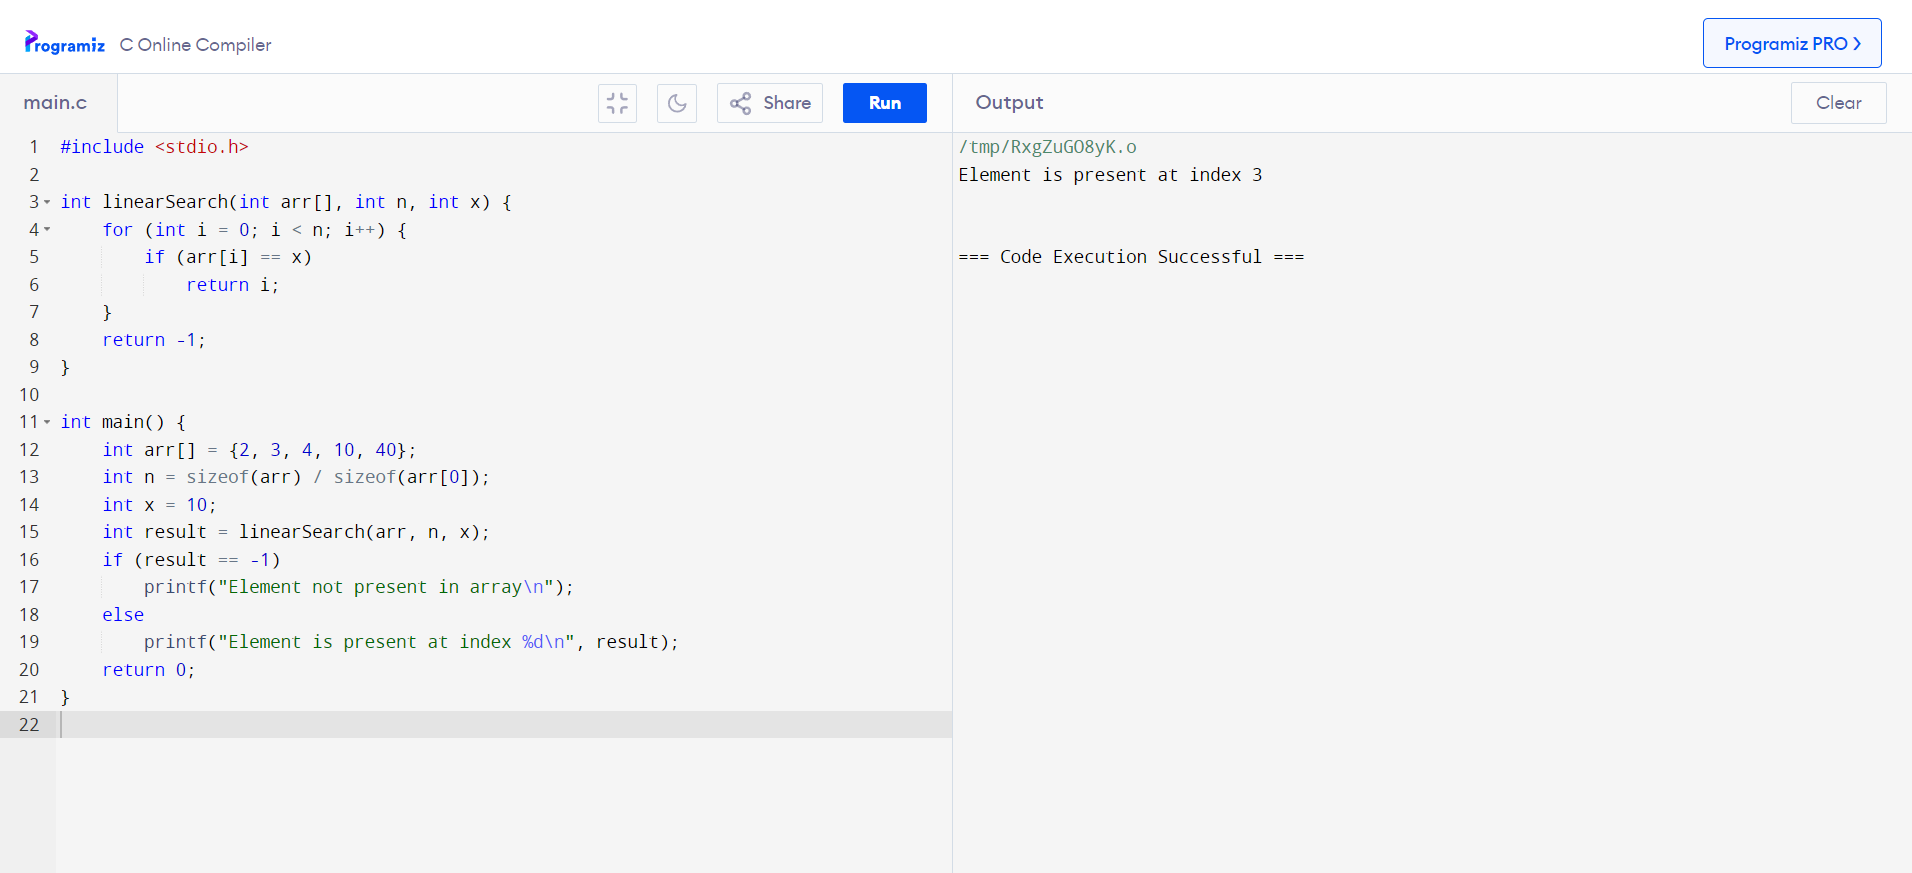 Programiz C Online Compiler
Programiz PRO
main.c
Share
Run
Output
Clear
1 #include <stdio.h>
2
3 int linearSearch(int arr[], int n, int x) {
4     for (int i = 0; i < n; i++) {
5         if (arr[i] == x)
6             return i;
7     }
8     return -1;
9 }
10
11 int main() {
12     int arr[] = {2, 3, 4, 10, 40};
13     int n = sizeof(arr) / sizeof(arr[0]);
14     int x = 10;
15     int result = linearSearch(arr, n, x);
16     if (result == -1)
17         printf("Element not present in array\n");
18     else
19         printf("Element is present at index %d\n", result);
20     return 0;
21 }
22
/tmp/RxgZuGO8yK.o
Element is present at index 3
=== Code Execution Successful ===